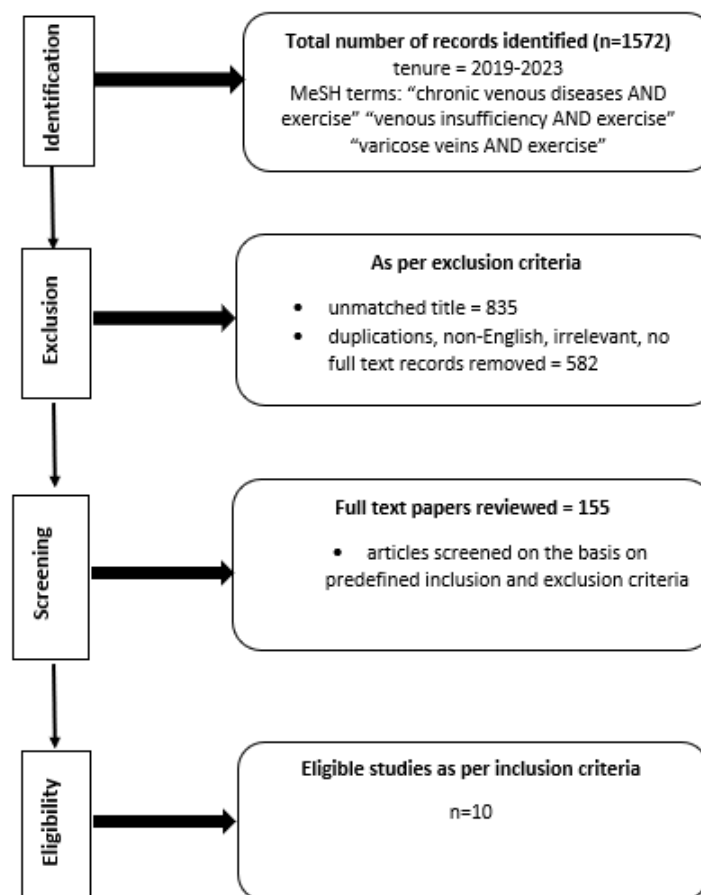 Identification
Total number of records identified (n=1572)
tenure = 2019-2023
MeSH terms: “chronic venous diseases AND
exercise” “venous insufficiency AND exercise”
“varicose veins AND exercise”
Exclusion
As per exclusion criteria
• unmatched title = 835
• duplications, non-English, irrelevant, no
full text records removed = 582
Screening
Full text papers reviewed = 155
• articles screened on the basis on
predefined inclusion and exclusion criteria
Eligibility
Eligible studies as per inclusion criteria
n=10